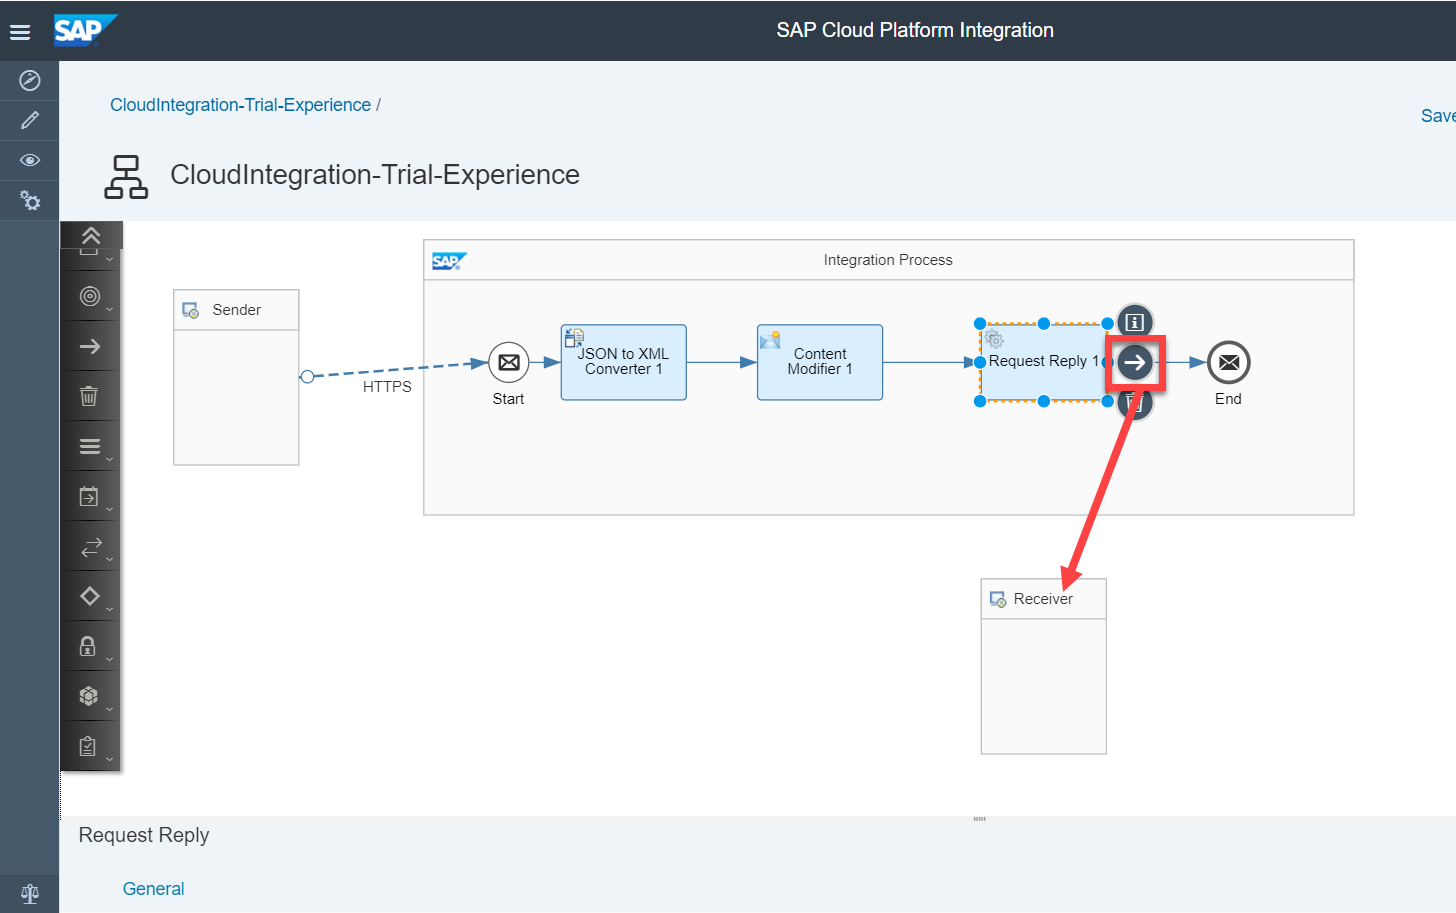 SAP
SAP Cloud Platform Integration
CloudIntegration-Trial-Experience /
Save
CloudIntegration-Trial-Experience
SAP
Integration Process
Sender
HTTPS
Start
JSON to XML
Converter 1
Content
Modifier 1
Request Reply 1
End
Receiver
Request Reply
General